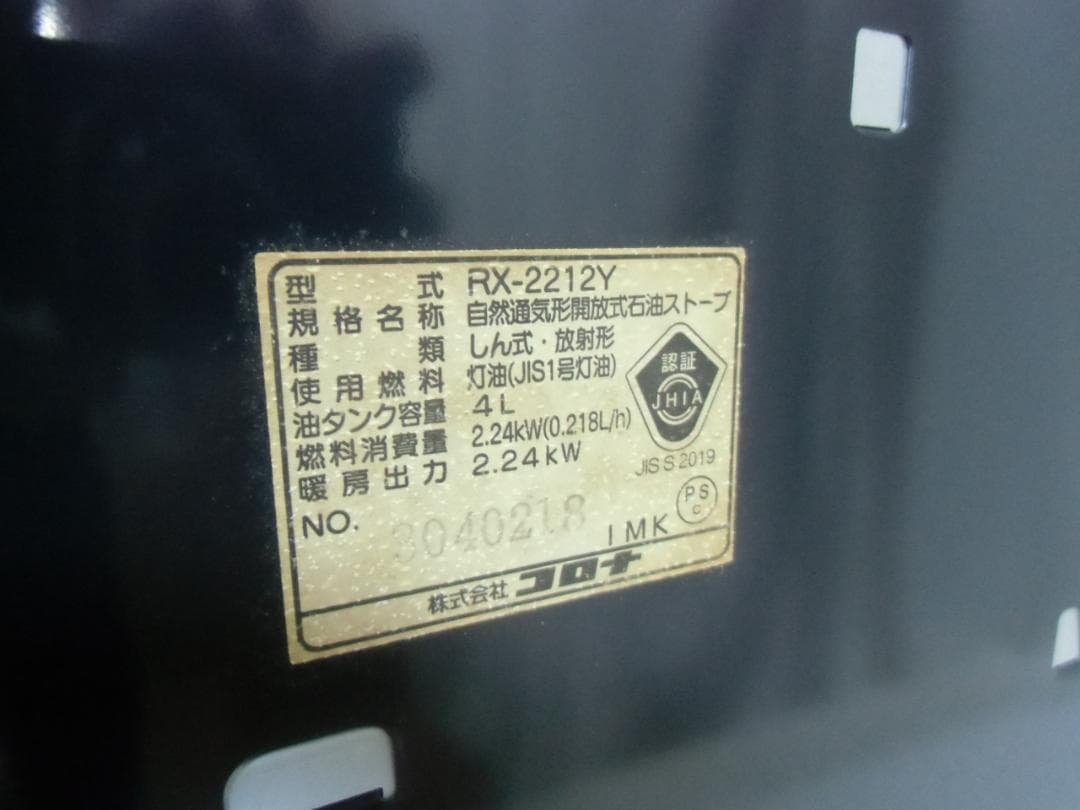 型式 RX-2212Y
規格名称 自然通気形開放式石油ストーブ
種類 しん式・放射形
使用燃料 灯油(JIS1号灯油)
油タンク容量 4L
燃料消費量 2.24kW(0.218L/h)
暖房出力 2.24kW
認証
JHIA
JIS S 2019
PS
C
NO. 3040218 IMK
株式会社 コロナ